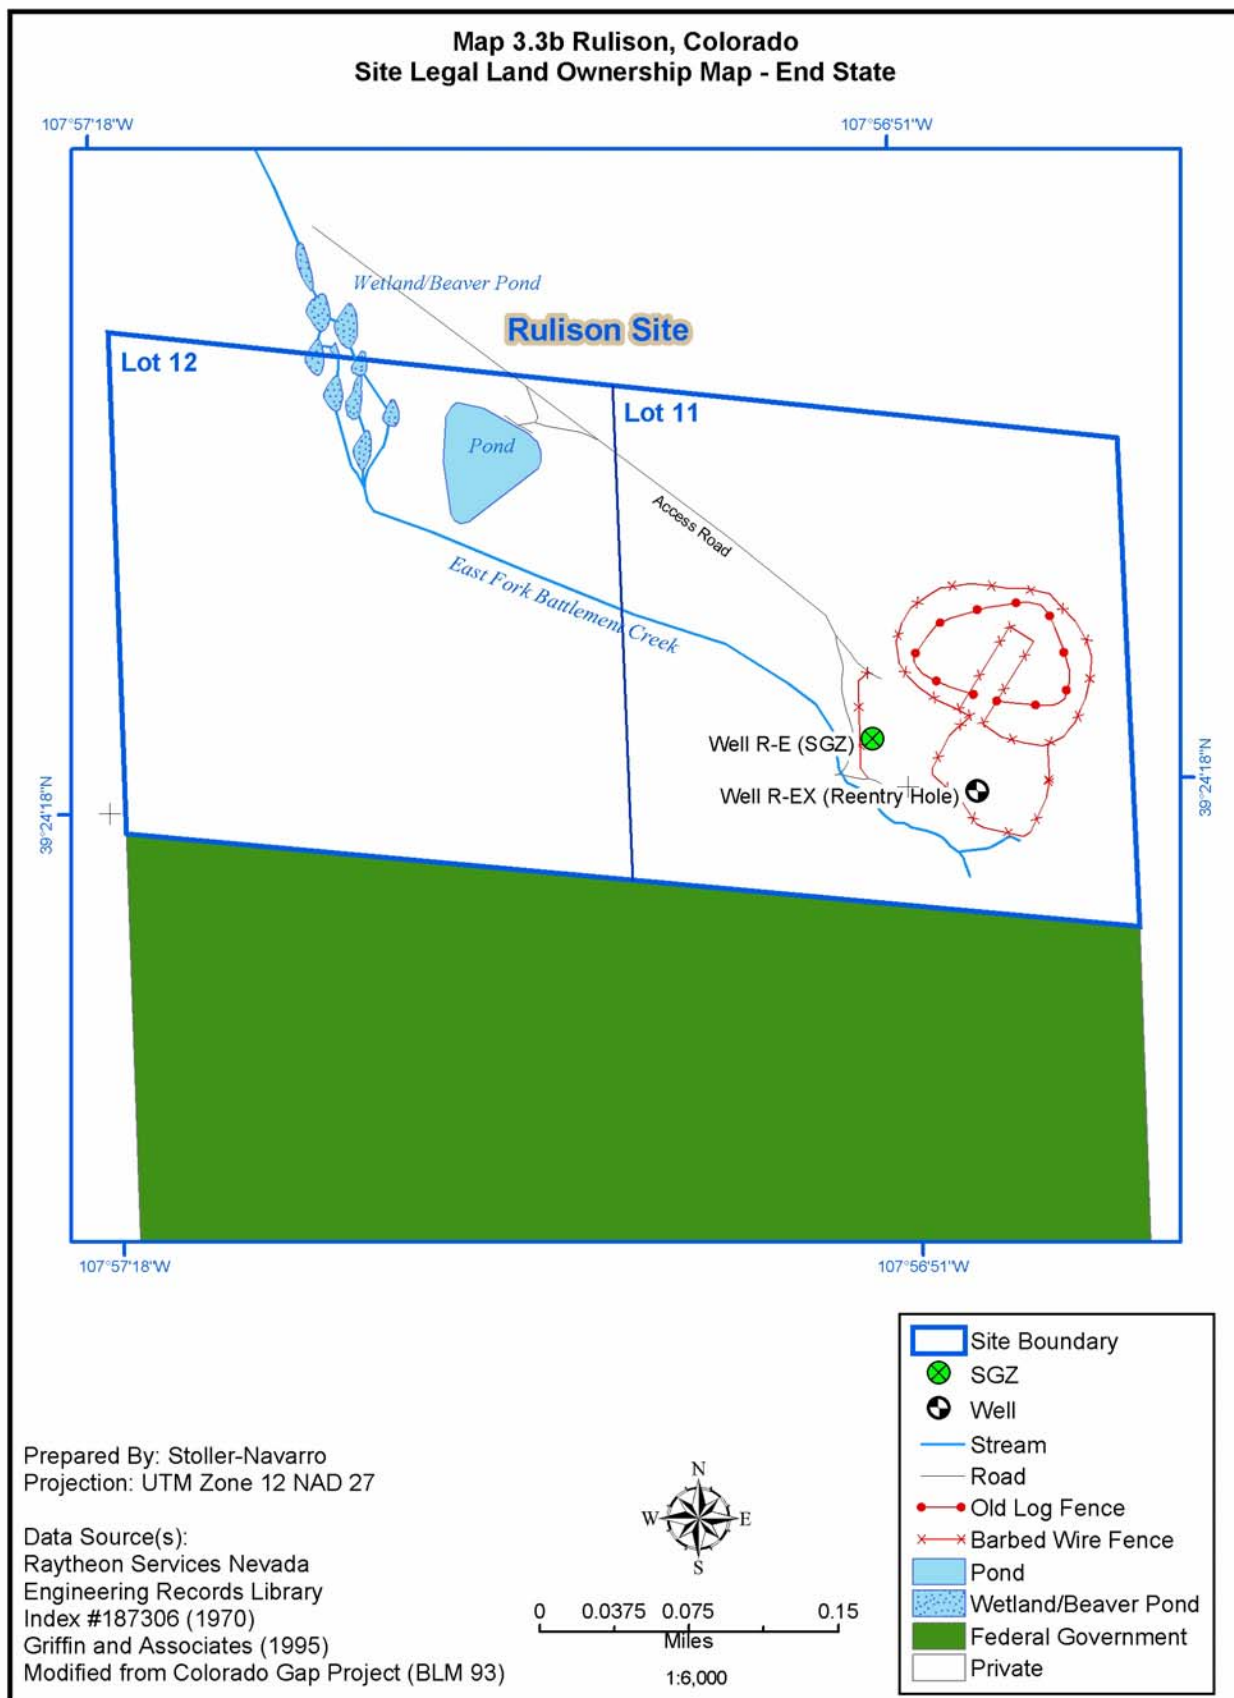 Map 3.3b Rulison, Colorado
Site Legal Land Ownership Map - End State
107°57'18"W
107°56'51"W
Wetland/Beaver Pond
Rulison Site
Lot 12
Lot 11
Pond
Access Road
East Fork Battlement Creek
Well R-E (SGZ)
Well R-EX (Reentry Hole)
39°24'18"N
39°24'18"N
107°57'18"W
107°56'51"W
Site Boundary
SGZ
Well
Stream
Road
Old Log Fence
Barbed Wire Fence
Pond
Wetland/Beaver Pond
Federal Government
Private
Prepared By: Stoller-Navarro
Projection: UTM Zone 12 NAD 27
Data Source(s):
Raytheon Services Nevada
Engineering Records Library
Index #187306 (1970)
Griffin and Associates (1995)
Modified from Colorado Gap Project (BLM 93)
N
W E
S
0 0.0375 0.075 0.15
Miles
1:6,000